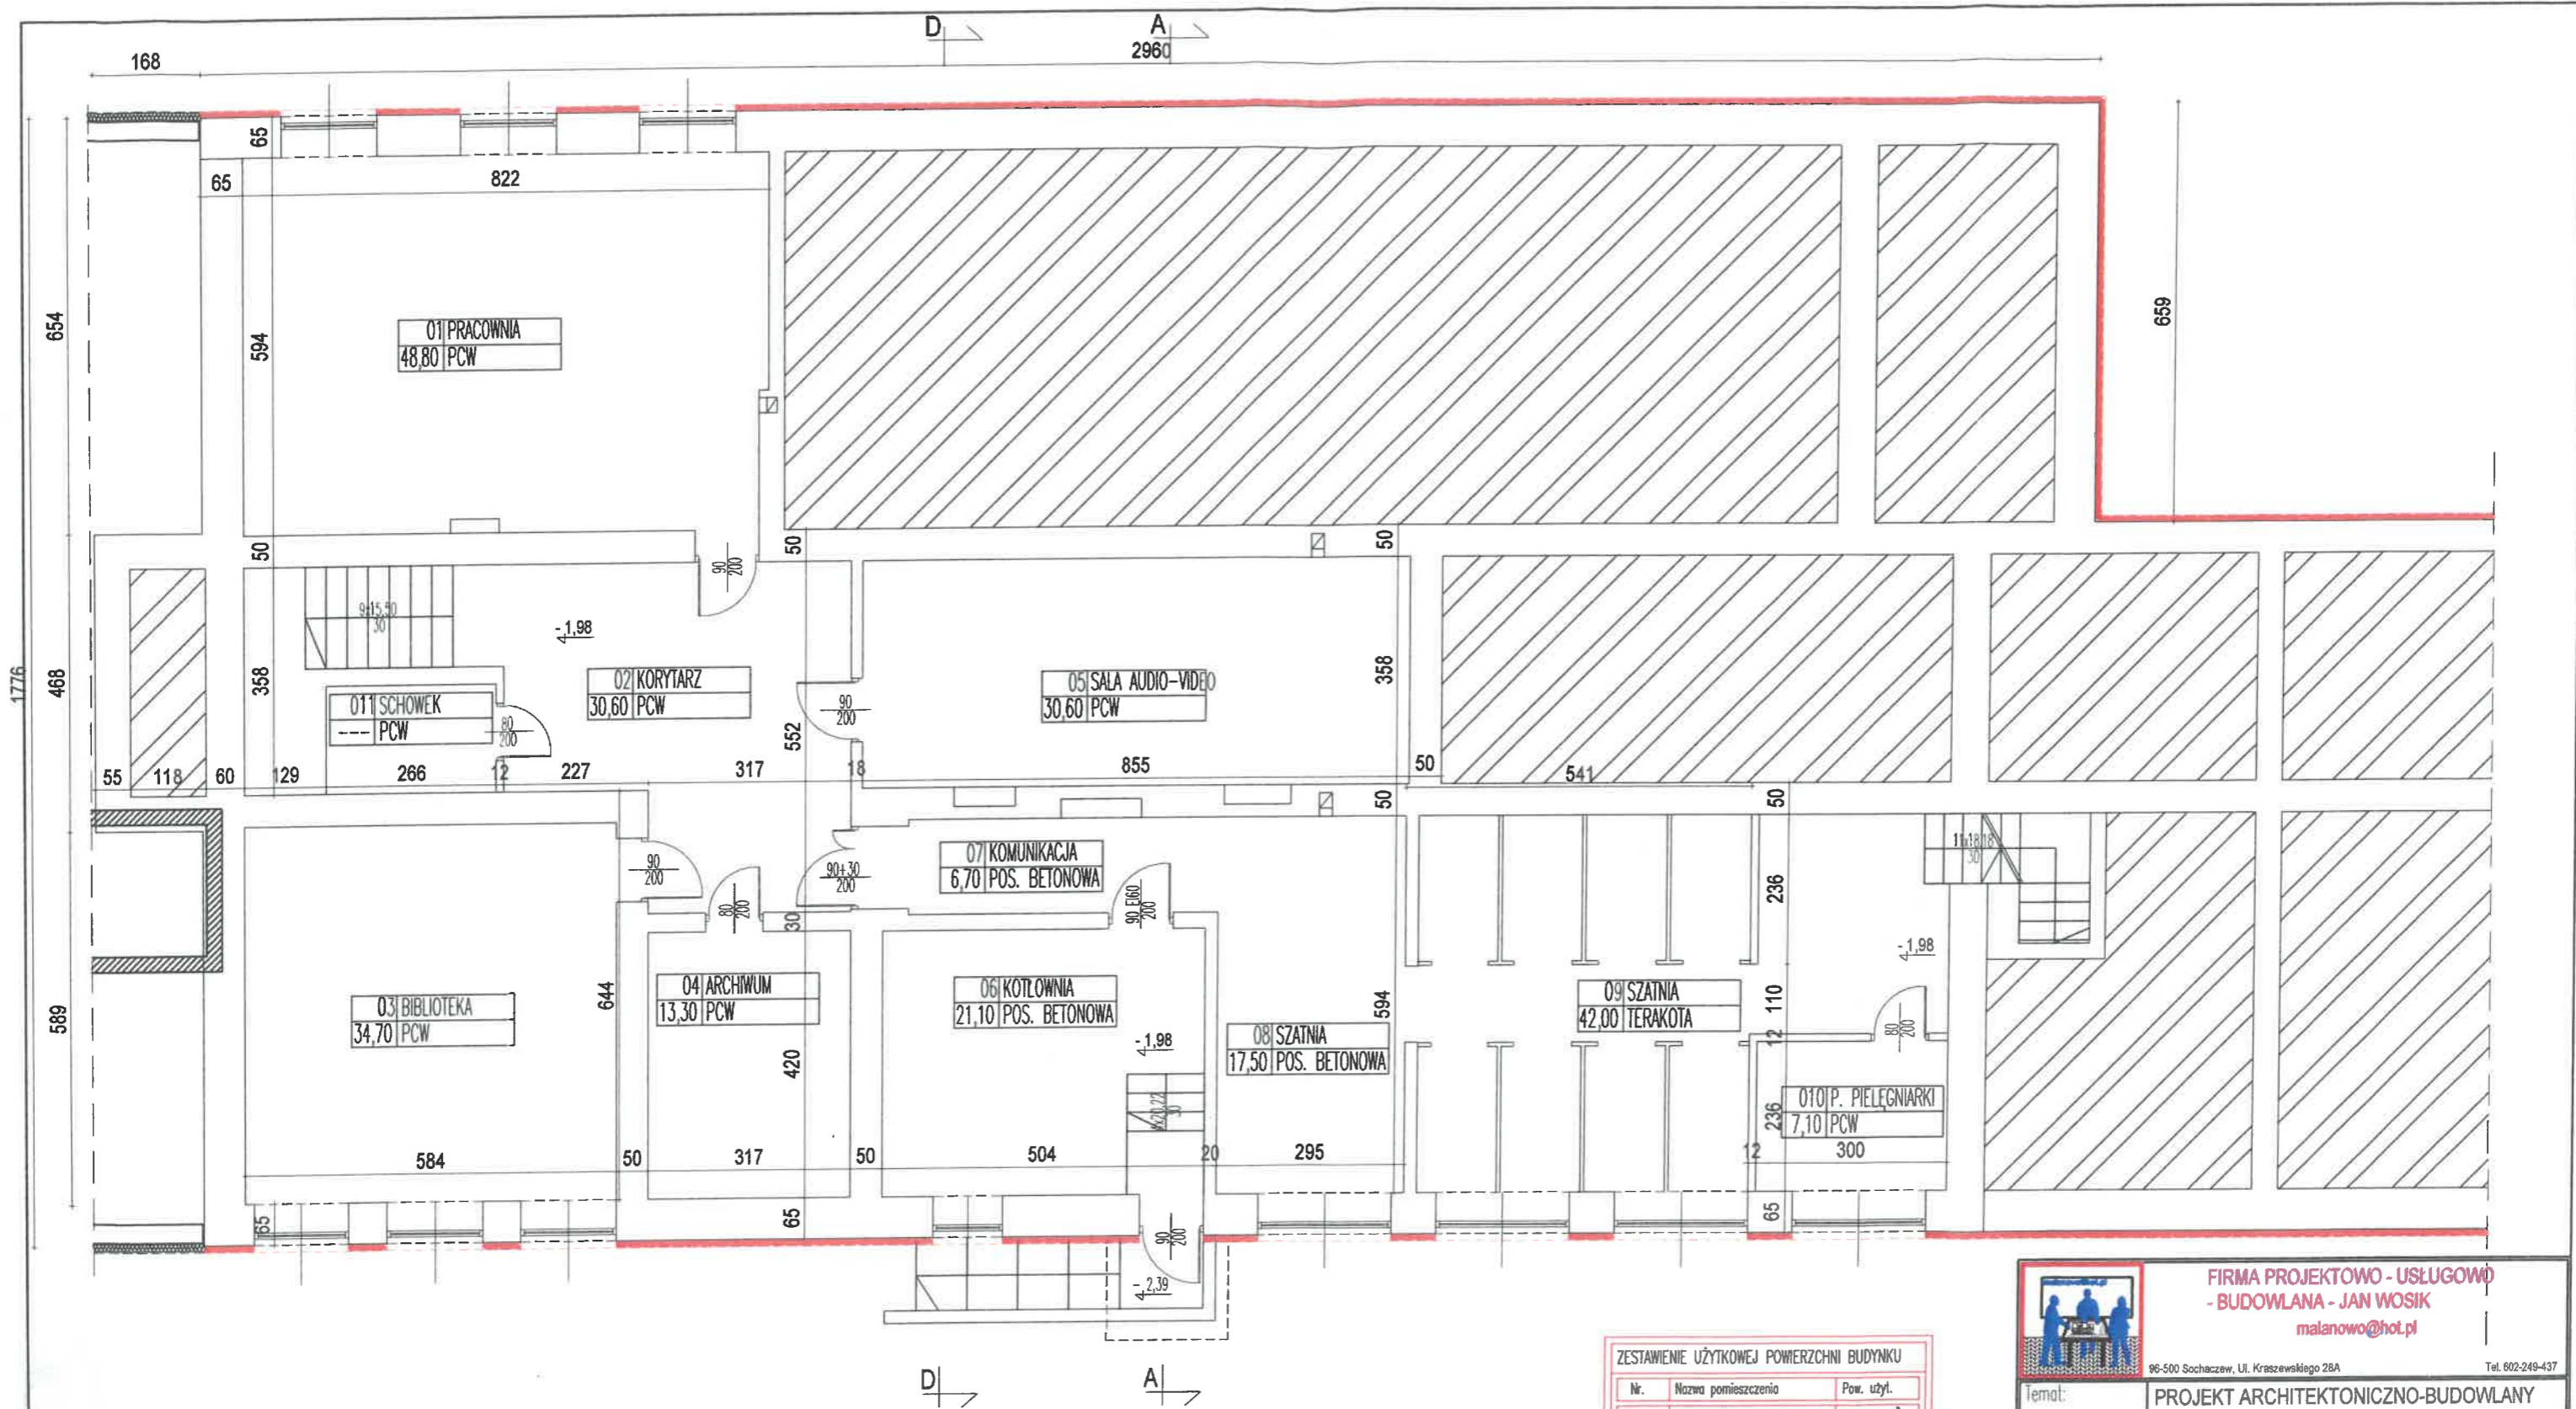 D
A
2960
168
65
65
822
654
594
659
01 PRACOWNIA
48,80 PCW
50
90
200
50
50
9x15,50
30
-1,98
1776
468
358
02 KORYTARZ
30,60 PCW
05 SALA AUDIO-VIDEO
30,60 PCW
358
011 SCHOWEK
--- PCW
80
200
90
200
552
55
118
60
129
266
12
227
317
18
855
50
541
50
50
07 KOMUNIKACJA
6,70 POS. BETONOWA
11x18,18
30
90
200
90+30
200
80
200
90 EI60
200
236
30
-1,98
589
644
03 BIBLIOTEKA
34,70 PCW
04 ARCHIWUM
13,30 PCW
06 KOTŁOWNIA
21,10 POS. BETONOWA
594
09 SZATNIA
42,00 TERAKOTA
110
12
80
200
-1,98
08 SZATNIA
17,50 POS. BETONOWA
420
30
010 P. PIELĘGNIARKI
7,10 PCW
236
584
50
317
50
504
20
295
12
300
65
65
65
90
200
-2,39
D
A
ZESTAWIENIE UŻYTKOWEJ POWIERZCHNI BUDYNKU
Nr. Nazwa pomieszczenia Pow. użyt.
FIRMA PROJEKTOWO - USŁUGOWO
- BUDOWLANA - JAN WOSIK
malanowo@hot.pl
96-500 Sochaczew, Ul. Kraszewskiego 28A Tel. 602-249-437
Temat: PROJEKT ARCHITEKTONICZNO-BUDOWLANY